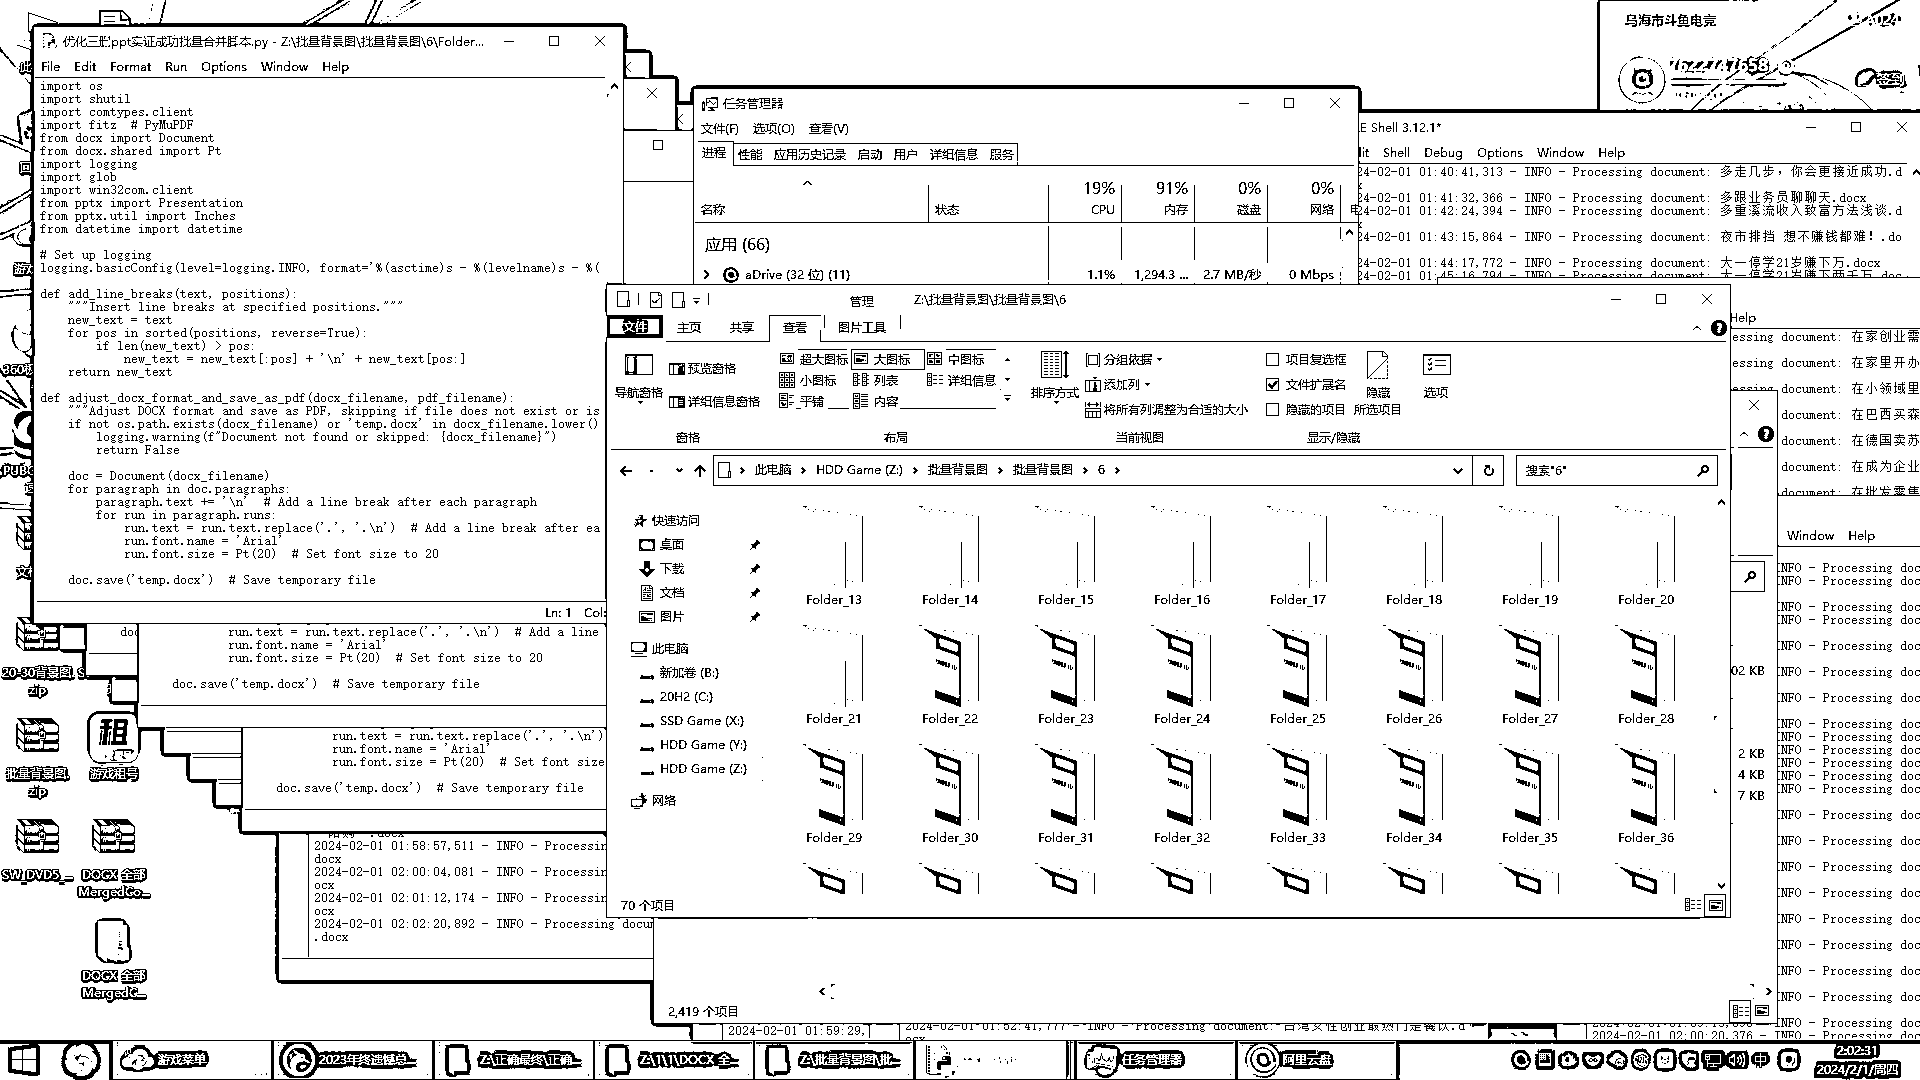 优化三题ppt实证成功批量合并脚本.py - Z:\批量背景图\批量背景图\6\Folder...
File Edit Format Run Options Window Help
import os
import shutil
import comtypes.client
import fitz  # PyMuPDF
from docx import Document
from docx.shared import Pt
import logging
import glob
import win32com.client
from pptx import Presentation
from pptx.util import Inches
from datetime import datetime
# Set up logging
logging.basicConfig(level=logging.INFO, format='%(asctime)s - %(levelname)s - %(
def add_line_breaks(text, positions):
"""Insert line breaks at specified positions."""
new_text = text
for pos in sorted(positions, reverse=True):
if len(new_text) > pos:
new_text = new_text[:pos] + '\n' + new_text[pos:]
return new_text
def adjust_docx_format_and_save_as_pdf(docx_filename, pdf_filename):
"""Adjust DOCX format and save as PDF, skipping if file does not exist or is
if not os.path.exists(docx_filename) or 'temp.docx' in docx_filename.lower()
logging.warning(f"Document not found or skipped: {docx_filename}")
return False
doc = Document(docx_filename)
for paragraph in doc.paragraphs:
paragraph.text += '\n'  # Add a line break after each paragraph
for run in paragraph.runs:
run.text = run.text.replace('.', '.\n')  # Add a line break after ea
run.font.name = 'Arial'
run.font.size = Pt(20)  # Set font size to 20
doc.save('temp.docx')  # Save temporary file
Ln: 1 Col:
doc
run.text = run.text.replace('.', '.\n')  # Add a line
run.font.name = 'Arial'
run.font.size = Pt(20)  # Set font size to 20
doc.save('temp.docx')  # Save temporary file
run.text = run.text.replace('.', '.\n')
run.font.name = 'Arial'
run.font.size = Pt(20)  # Set font size
doc.save('temp.docx')  # Save temporary file
2024-02-01 01:58:57,511 - INFO - Processin
docx
2024-02-01 02:00:04,081 - INFO - Process
ocx
2024-02-01 02:01:12,174 - INFO - Process
ocx
2024-02-01 02:02:20,892 - INFO - Processing docu
.docx
任务管理器
文件(F) 选项(O) 查看(V)
进程 性能 应用历史记录 启动 用户 详细信息 服务
19% 91% 0% 0%
名称 状态 CPU 内存 磁盘 网络
应用 (66)
aDrive (32 位) (11) 1.1% 1,294.3 ... 2.7 MB/秒 0 Mbps
乌海市斗鱼电竞
E Shell 3.12.1*
lit Shell Debug Options Window Help
24-02-01 01:40:41,313 - INFO - Processing document: 多走几步，你会更接近成功.d
24-02-01 01:41:32,366 - INFO - Processing document: 多跟业务员聊聊天.docx
24-02-01 01:42:24,394 - INFO - Processing document: 多重溪流收入致富方法浅谈.d
24-02-01 01:43:15,864 - INFO - Processing document: 夜市排挡 想不赚钱都难！.do
24-02-01 01:44:17,772 - INFO - Processing document: 大一停学21岁赚下万.docx
管理 Z:\批量背景图\批量背景图\6
文件 主页 共享 查看 图片工具
导航窗格
预览窗格
详细信息窗格
窗格
超大图标 大图标 中图标
小图标 列表 详细信息
平铺 内容
布局
排序方式
分组依据
添加列
将所有列调整为合适的大小
当前视图
项目复选框
文件扩展名
隐藏的项目
隐藏 所选项目
选项
显示/隐藏
此电脑 HDD Game (Z:) 批量背景图 批量背景图 6
搜索"6"
快速访问
桌面
下载
文档
图片
此电脑
新加卷 (B:)
20H2 (C:)
SSD Game (X:)
HDD Game (Y:)
HDD Game (Z:)
网络
Folder_13 Folder_14 Folder_15 Folder_16 Folder_17 Folder_18 Folder_19 Folder_20
Folder_21 Folder_22 Folder_23 Folder_24 Folder_25 Folder_26 Folder_27 Folder_28
Folder_29 Folder_30 Folder_31 Folder_32 Folder_33 Folder_34 Folder_35 Folder_36
70 个项目
2,419 个项目
Help
essing document: 在家创业需
essing document: 在家里开办
essing document: 在小领域里
document: 在巴西买森
document: 在德国卖苏
document: 在成为企业
document: 在批发零售
Window Help
INFO - Processing doc
INFO - Processing doc
02 KB
2 KB
4 KB
7 KB
2024-02-01 01:59:29,
20-30背景图.
zip
批量背景图.
zip
游戏租号
SW_DVD5_...
DOCX 全部
MergedCo...
DOCX 全部
MergedC...
游戏菜单
2023年终遗憾总...
Z:\正确最终\正确...
Z:\1\1\DOCX 全...
Z:\批量背景图\批...
任务管理器
阿里云盘
中
2:02:31
2024/2/1/周四